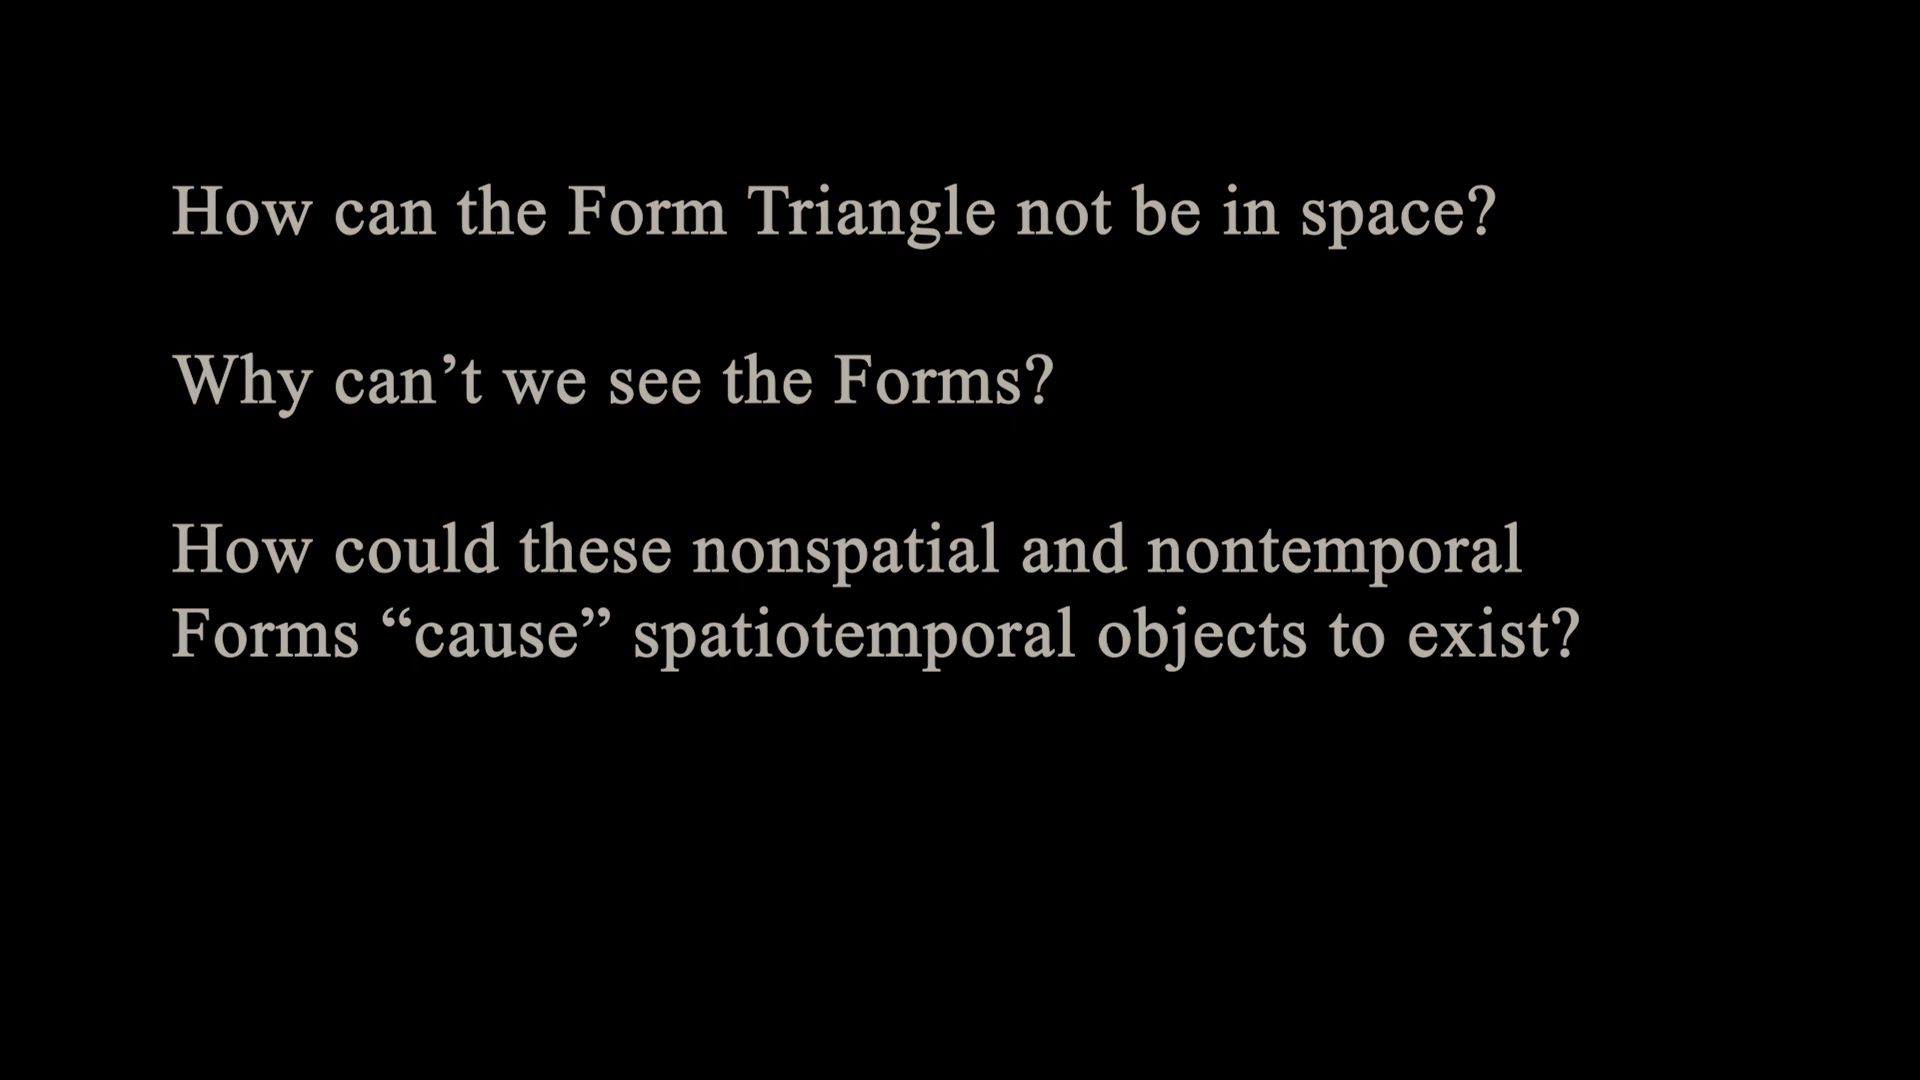 How can the Form Triangle not be in space?
Why can’t we see the Forms?
How could these nonspatial and nontemporal
Forms “cause” spatiotemporal objects to exist?